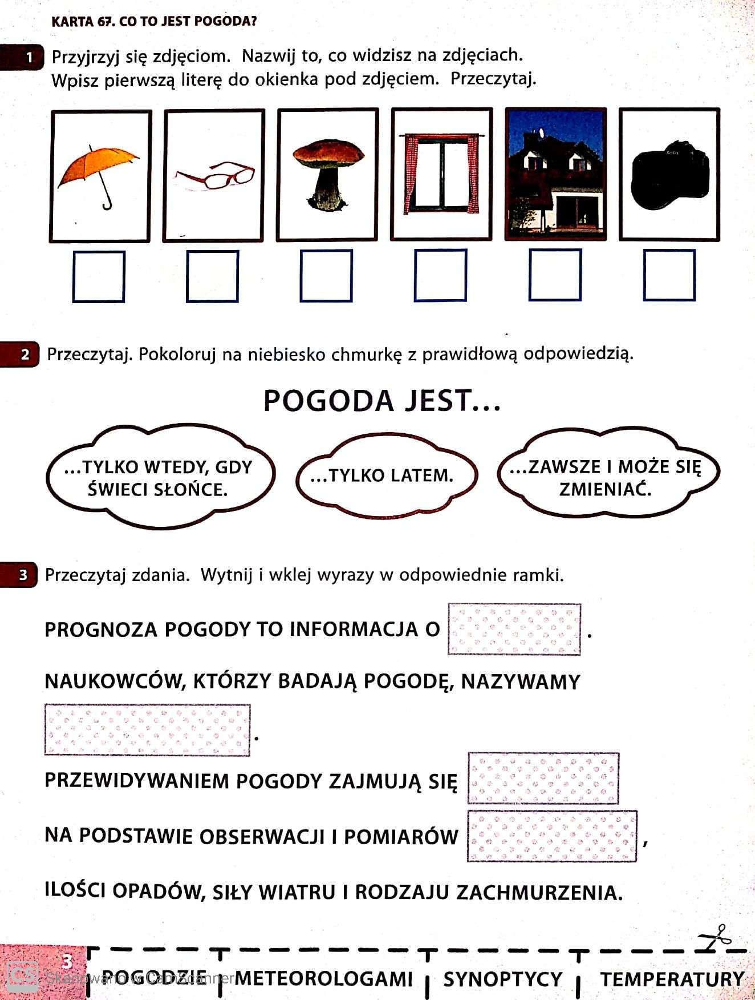 KARTA 67. CO TO JEST POGODA?
1 Przyjrzyj się zdjęciom. Nazwij to, co widzisz na zdjęciach.
Wpisz pierwszą literę do okienka pod zdjęciem. Przeczytaj.
Canon
2 Przeczytaj. Pokoloruj na niebiesko chmurkę z prawidłową odpowiedzią.
POGODA JEST...
...TYLKO WTEDY, GDY
ŚWIECI SŁOŃCE.
...TYLKO LATEM.
...ZAWSZE I MOŻE SIĘ
ZMIENIAĆ.
3 Przeczytaj zdania. Wytnij i wklej wyrazy w odpowiednie ramki.
PROGNOZA POGODY TO INFORMACJA O .
NAUKOWCÓW, KTÓRZY BADAJĄ POGODĘ, NAZYWAMY
.
PRZEWIDYWANIEM POGODY ZAJMUJĄ SIĘ
NA PODSTAWIE OBSERWACJI I POMIARÓW ,
ILOŚCI OPADÓW, SIŁY WIATRU I RODZAJU ZACHMURZENIA.
3
POGODZIE METEOROLOGAMI SYNOPTYCY TEMPERATURY
CS Skanowano w CamScanner